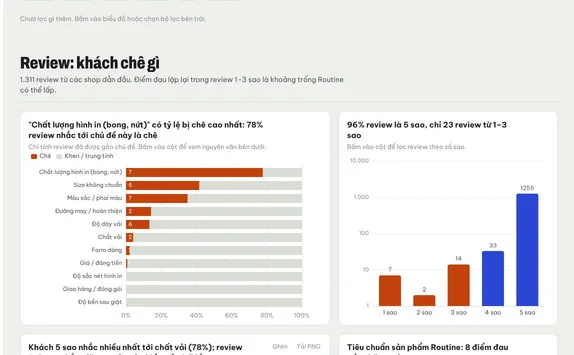 Chưa lọc gì thêm. Bấm vào biểu đồ hoặc chọn bộ lọc bên trái.
Review: khách chê gì
1.311 review từ các shop dẫn đầu. Điểm đau lặp lại trong review 1–3 sao là khoảng trống Routine
có thể lấp.
"Chất lượng hình in (bong, nứt)" có tỷ lệ bị chê cao nhất: 78%
review nhắc tới chủ đề này là chê
Chỉ tính review đã được gắn chủ đề. Bấm vào cột để xem nguyên văn bên dưới.
Chê Khen / trung tính
Chất lượng hình in (bong, nứt) 7
Size không chuẩn 5
Màu sắc / phai màu 7
Đường may / hoàn thiện 2
Độ dày vải 6
Chất vải 2
Form dáng
Giá / đáng tiền
Độ sắc nét hình in
Giao hàng / đóng gói
Độ bền sau giặt
0% 20% 40% 60% 80% 100%
96% review là 5 sao, chỉ 23 review từ 1–3
sao
Bấm vào cột để lọc review theo số sao.
10,000
1,000
100
10
1
7
2
14
33
1255
1 sao 2 sao 3 sao 4 sao 5 sao
Khách 5 sao nhắc nhiều nhất tới chất vải (78%); review
Ghim Tải PNG
Tiêu chuẩn sản phẩm Routine: 8 điểm đau